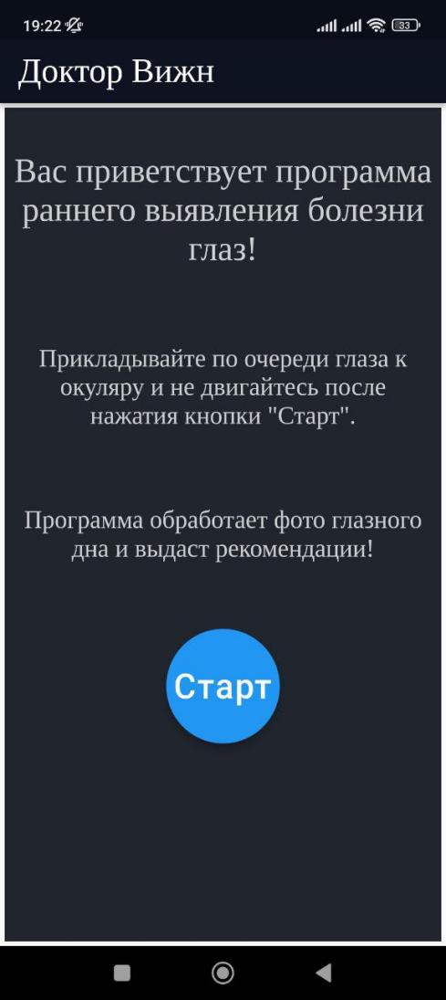 19:22
33
Доктор Вижн
Вас приветствует программа
раннего выявления болезни
глаз!
Прикладывайте по очереди глаза к
окуляру и не двигайтесь после
нажатия кнопки "Старт".
Программа обработает фото глазного
дна и выдаст рекомендации!
Старт